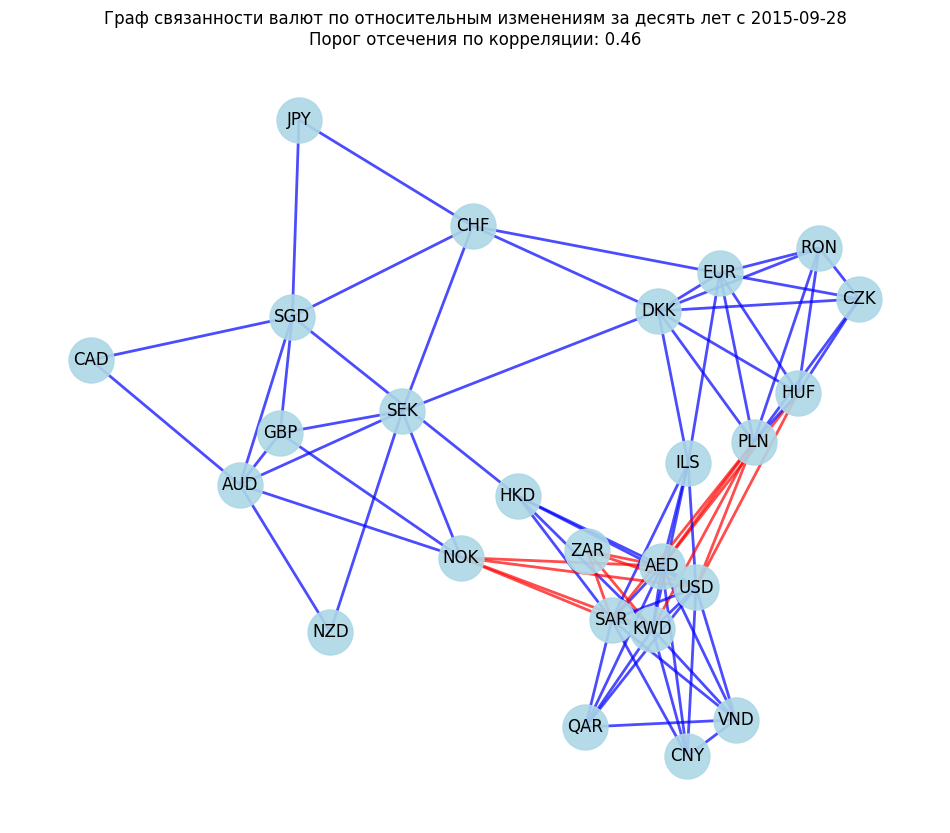 Граф связанности валют по относительным изменениям за десять лет с 2015-09-28
Порог отсечения по корреляции: 0.46
JPY
CHF
RON
EUR
CZK
DKK
SGD
CAD
HUF
SEK
GBP
PLN
ILS
AUD
HKD
ZAR
NOK
AED
USD
SAR
KWD
NZD
VND
QAR
CNY